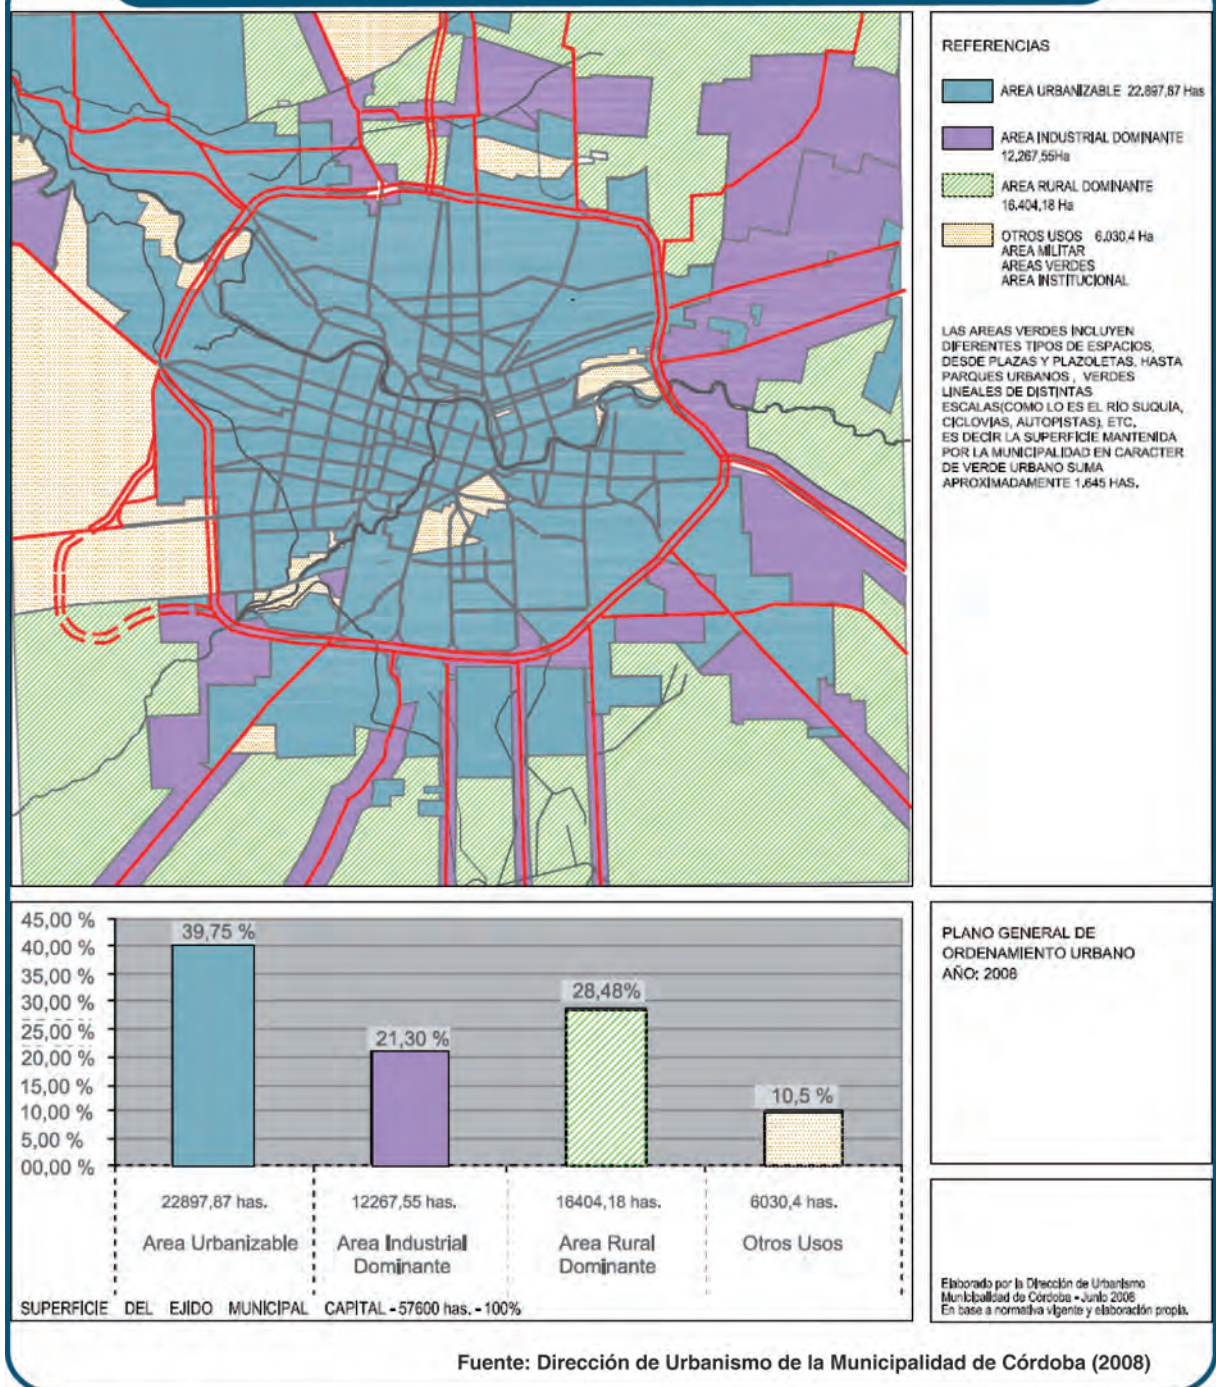 REFERENCIAS
AREA URBANIZABLE 22.897,87 Has
AREA INDUSTRIAL DOMINANTE
12,267,55Ha
AREA RURAL DOMINANTE
16.404,18 Ha
OTROS USOS 6.030,4 Ha
AREA MILITAR
AREAS VERDES
AREA INSTITUCIONAL
LAS AREAS VERDES INCLUYEN
DIFERENTES TIPOS DE ESPACIOS,
DESDE PLAZAS Y PLAZOLETAS, HASTA
PARQUES URBANOS , VERDES
LINEALES DE DISTINTAS
ESCALAS(COMO LO ES EL RÍO SUQUÍA,
CICLOVÍAS, AUTOPISTAS), ETC,
ES DECIR LA SUPERFICIE MANTENIDA
POR LA MUNICIPALIDAD EN CARACTER
DE VERDE URBANO SUMA
APROXIMADAMENTE 1.645 HAS.
45,00 %
40,00 %
35,00 %
30,00 %
25,00 %
20,00 %
15,00 %
10,00 %
5,00 %
00,00 %
39,75 %
21,30 %
28,48%
10,5 %
22897,87 has.
12267,55 has.
16404,18 has.
6030,4 has.
Area Urbanizable
Area Industrial
Dominante
Area Rural
Dominante
Otros Usos
SUPERFICIE DEL EJIDO MUNICIPAL CAPITAL - 57600 has. - 100%
PLANO GENERAL DE
ORDENAMIENTO URBANO
AÑO: 2008
Elaborado por la Dirección de Urbanismo
Municipalidad de Córdoba - Junio 2008
En base a normativa vigente y elaboración propia.
Fuente: Dirección de Urbanismo de la Municipalidad de Córdoba (2008)